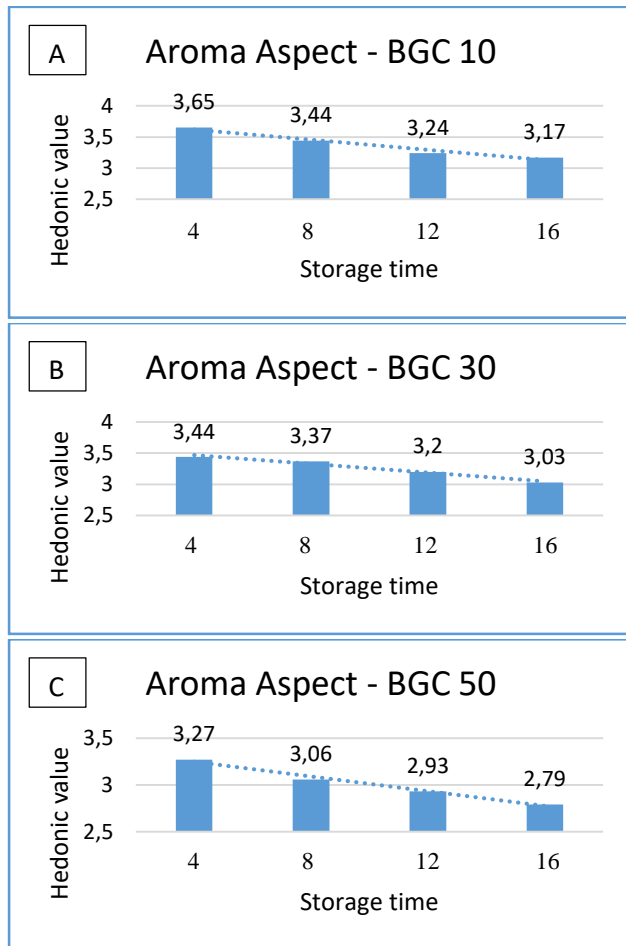 A
Aroma Aspect - BGC 10
Hedonic value
4
3,5
3
2,5
3,65
3,44
3,24
3,17
4 8 12 16
Storage time
B
Aroma Aspect - BGC 30
Hedonic value
4
3,5
3
2,5
3,44
3,37
3,2
3,03
4 8 12 16
Storage time
C
Aroma Aspect - BGC 50
Hedonic value
3,5
3
2,5
3,27
3,06
2,93
2,79
4 8 12 16
Storage time